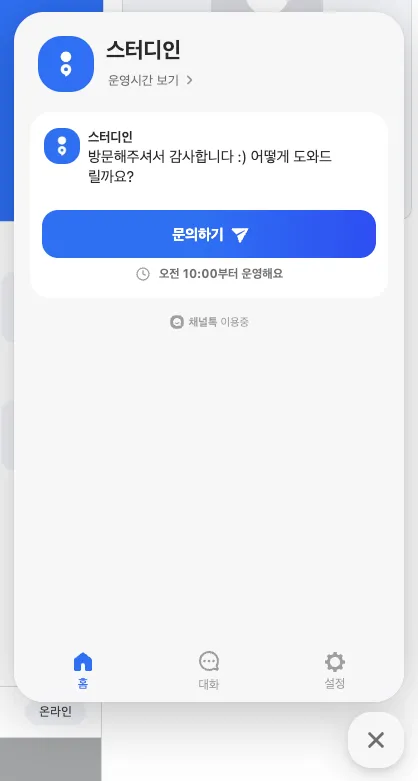 스터디인
운영시간 보기
스터디인
방문해주셔서 감사합니다 :) 어떻게 도와드
릴까요?
문의하기
오전 10:00부터 운영해요
채널톡 이용중
홈
대화
설정
온라인